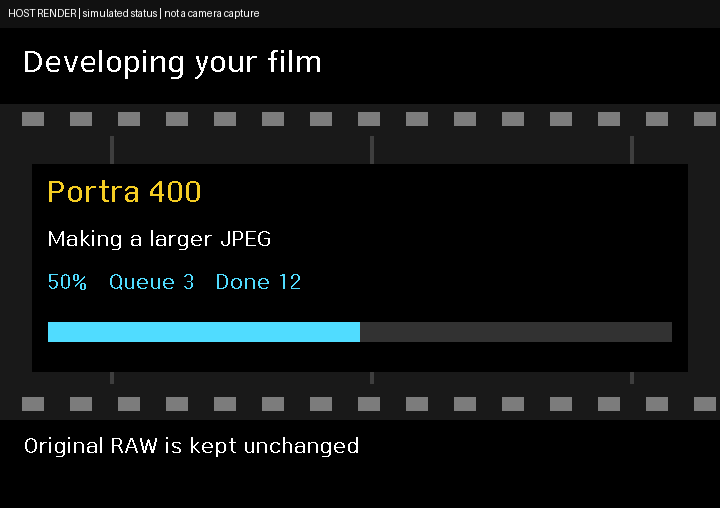 HOST RENDER | simulated status | not a camera capture
Developing your film
Portra 400
Making a larger JPEG
50% Queue 3 Done 12
Original RAW is kept unchanged